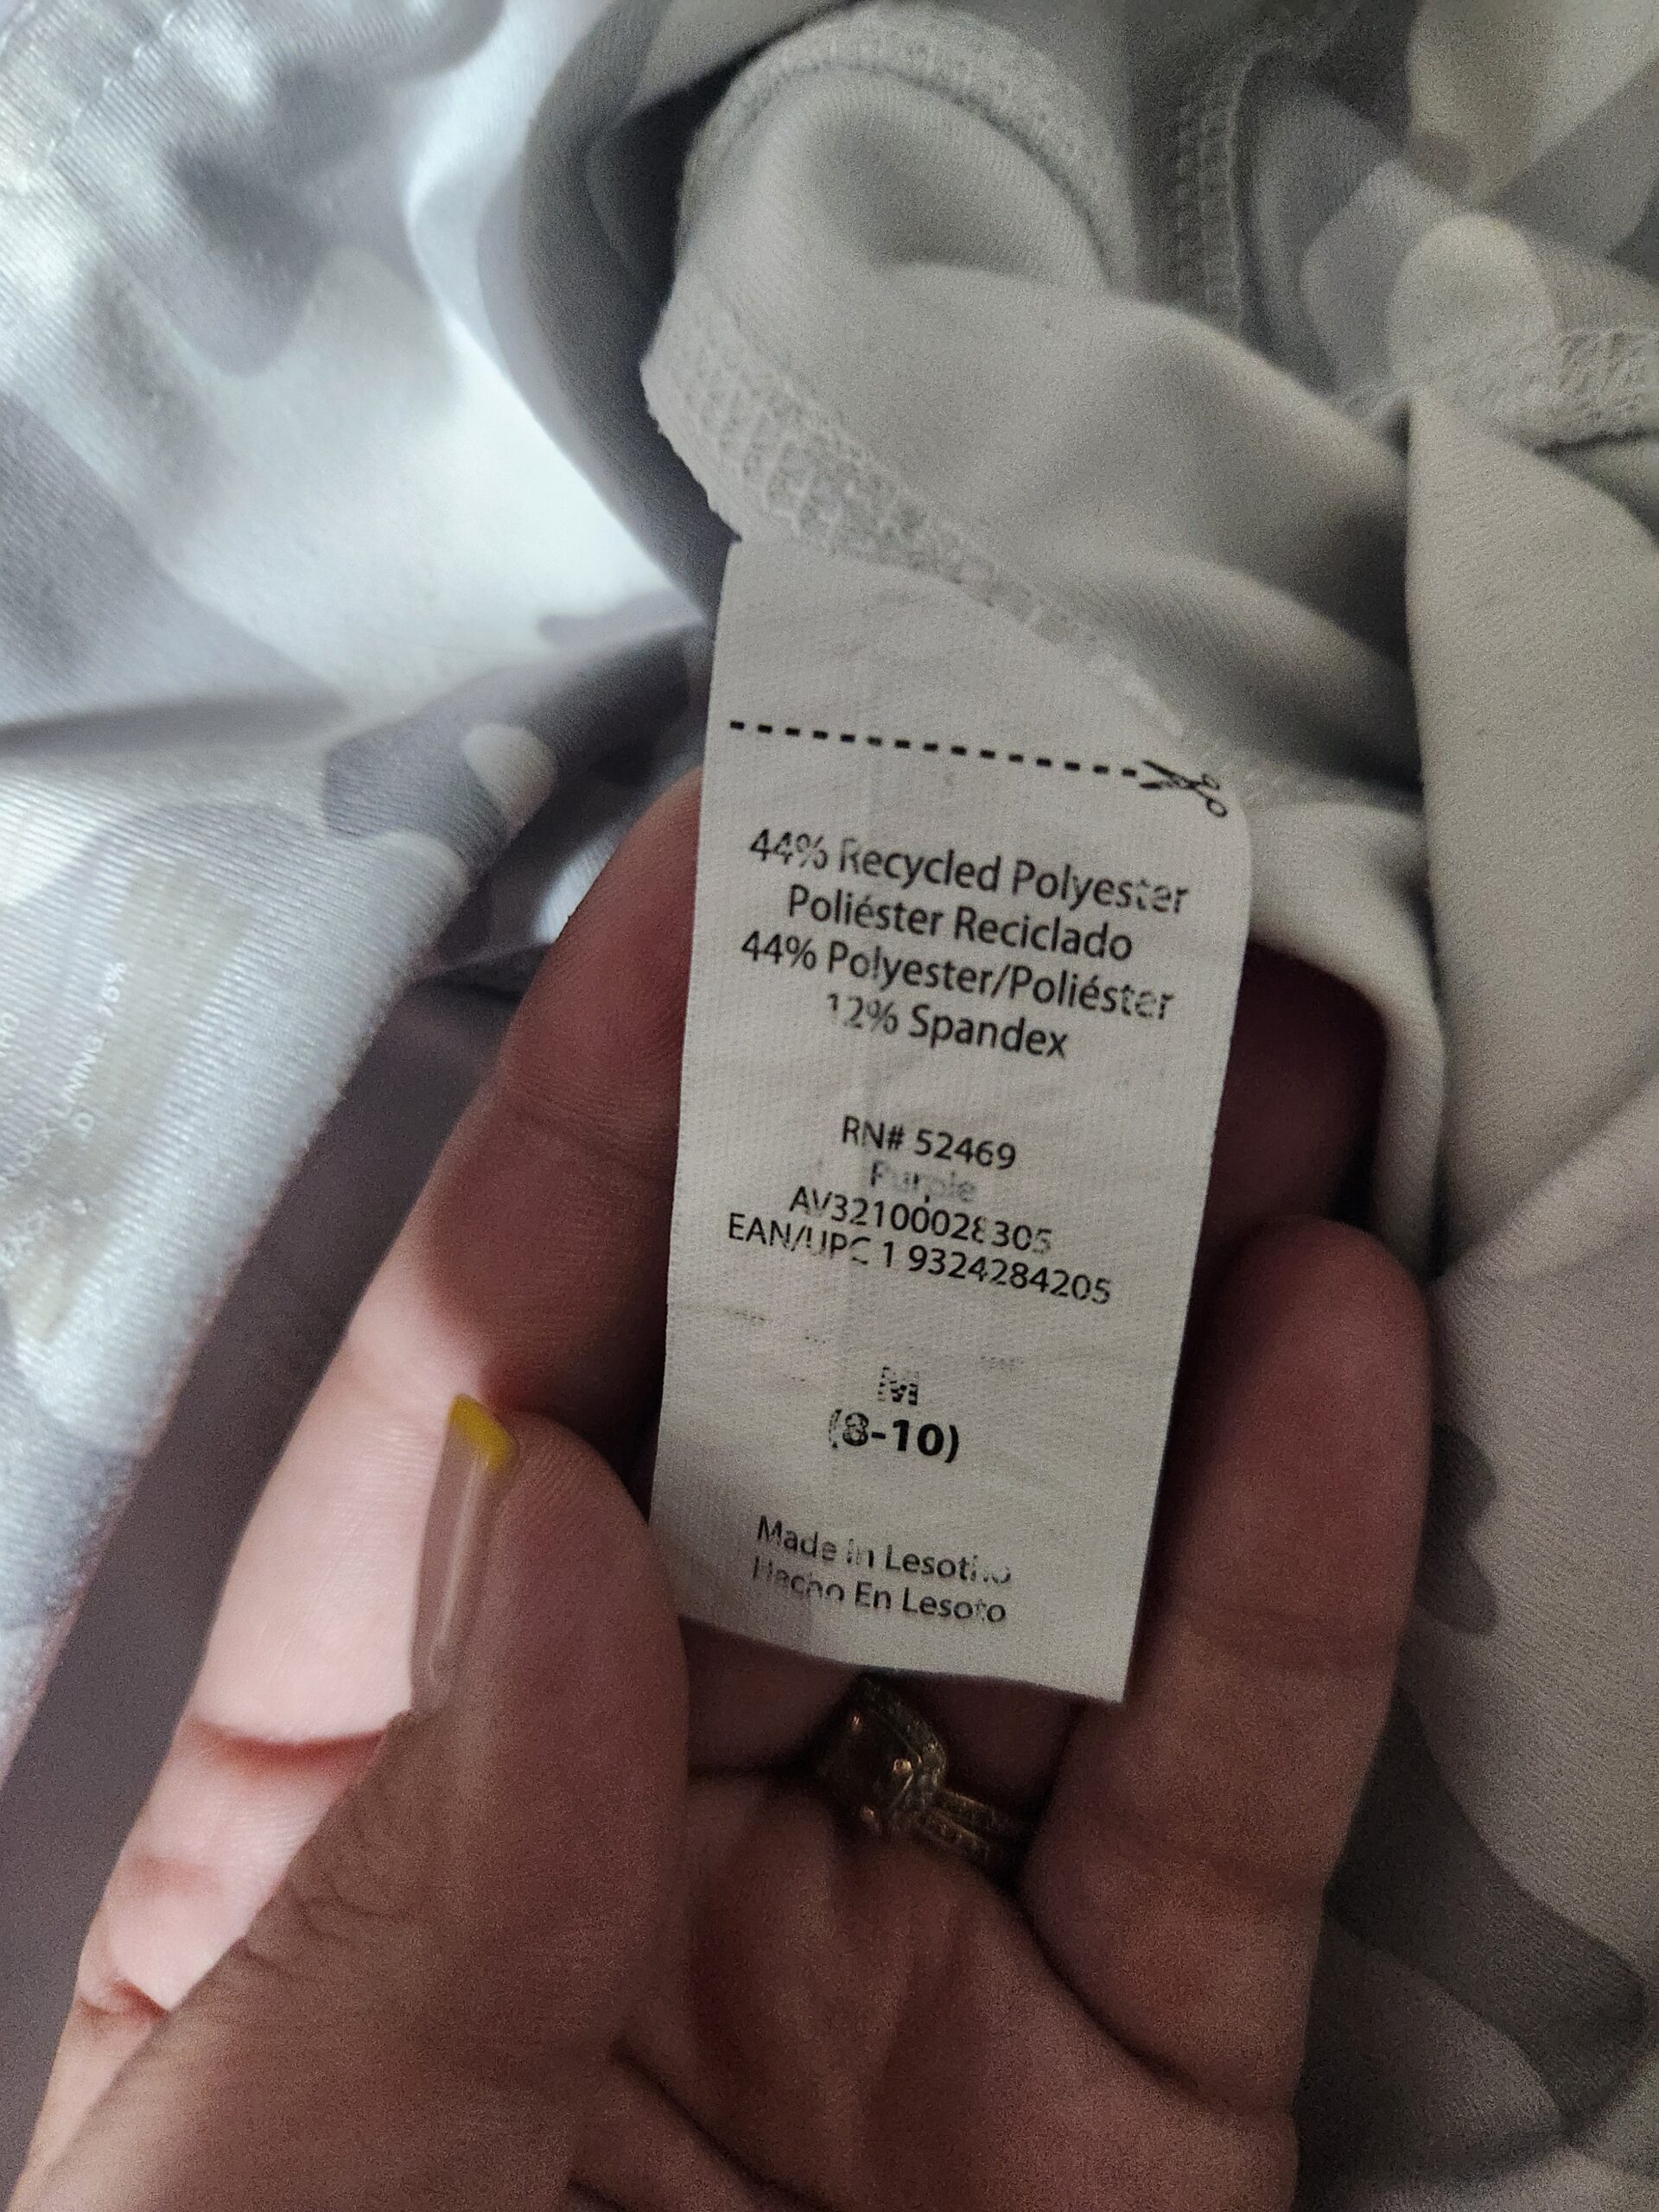 44% Recycled Polyester
Poliéster Reciclado
44% Polyester/Poliéster
12% Spandex
RN# 52469
Purple
AV32100028305
EAN/UPC 1 9324284205
M
(8-10)
Made in Lesotho
Hecho En Lesoto